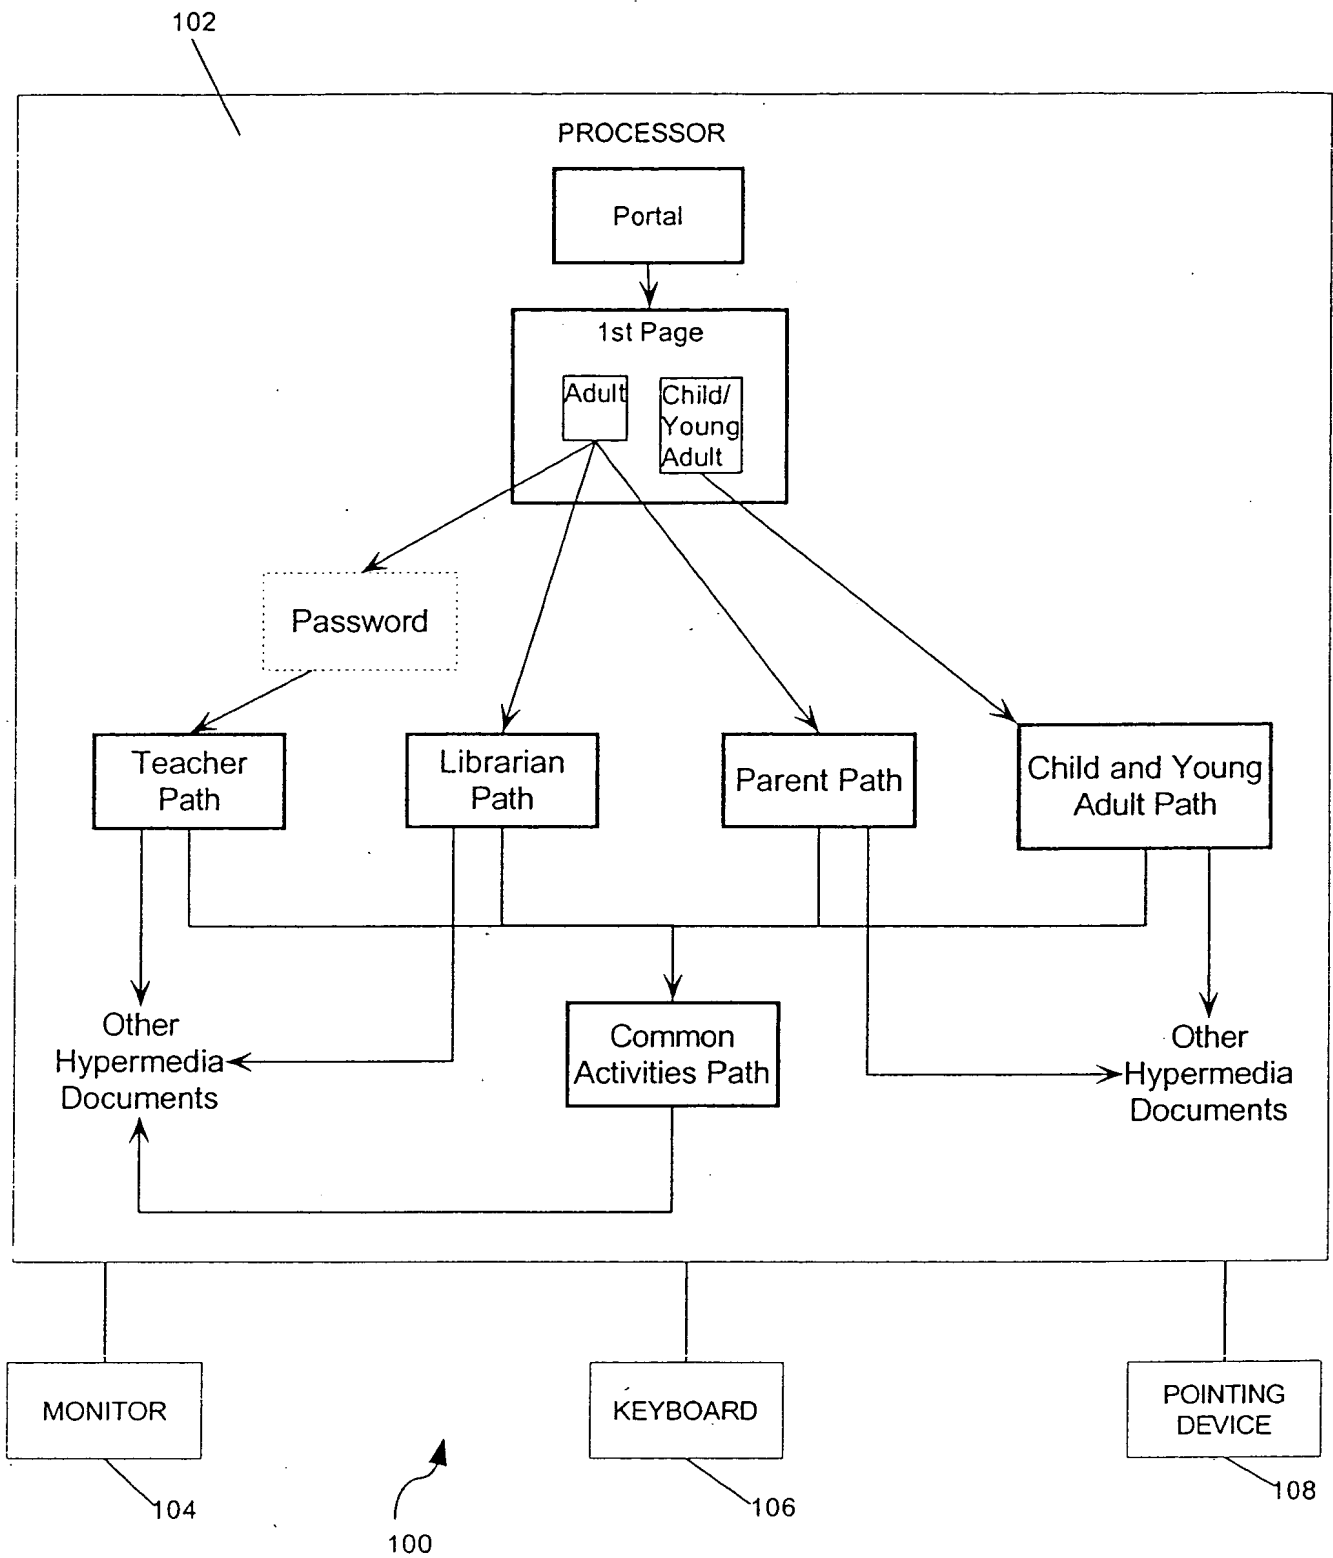 102
PROCESSOR
Portal
1st Page
Adult
Child/
Young
Adult
Password
Teacher
Path
Librarian
Path
Parent Path
Child and Young
Adult Path
Other
Hypermedia
Documents
Common
Activities Path
Other
Hypermedia
Documents
MONITOR
KEYBOARD
POINTING
DEVICE
104
100
106
108